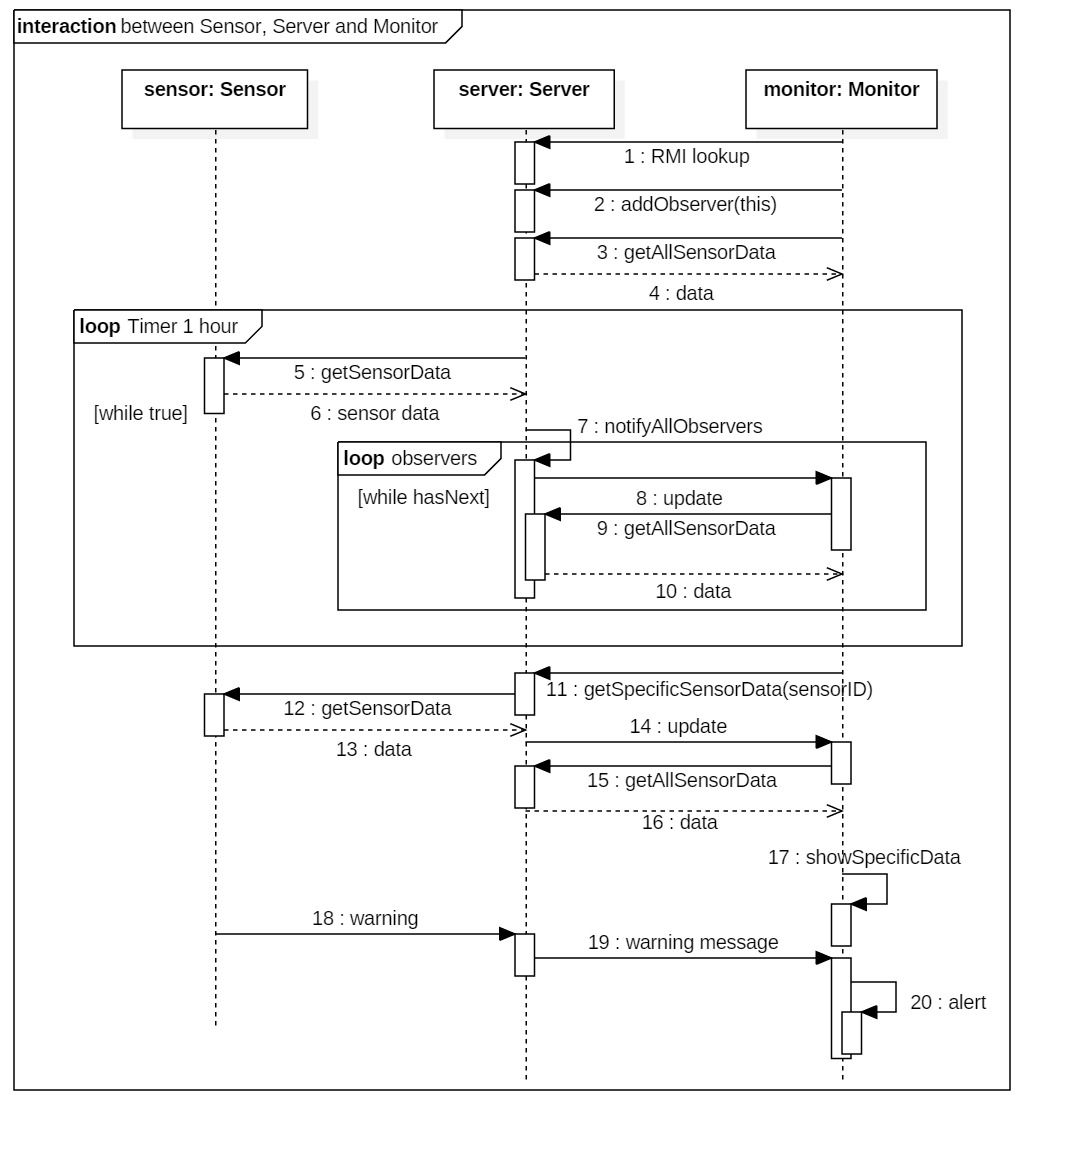 interaction between Sensor, Server and Monitor
sensor: Sensor
server: Server
monitor: Monitor
1 : RMI lookup
2 : addObserver(this)
3 : getAllSensorData
4 : data
loop Timer 1 hour
5 : getSensorData
[while true]
6 : sensor data
7 : notifyAllObservers
loop observers
[while hasNext]
8 : update
9 : getAllSensorData
10 : data
11 : getSpecificSensorData(sensorID)
12 : getSensorData
13 : data
14 : update
15 : getAllSensorData
16 : data
17 : showSpecificData
18 : warning
19 : warning message
20 : alert